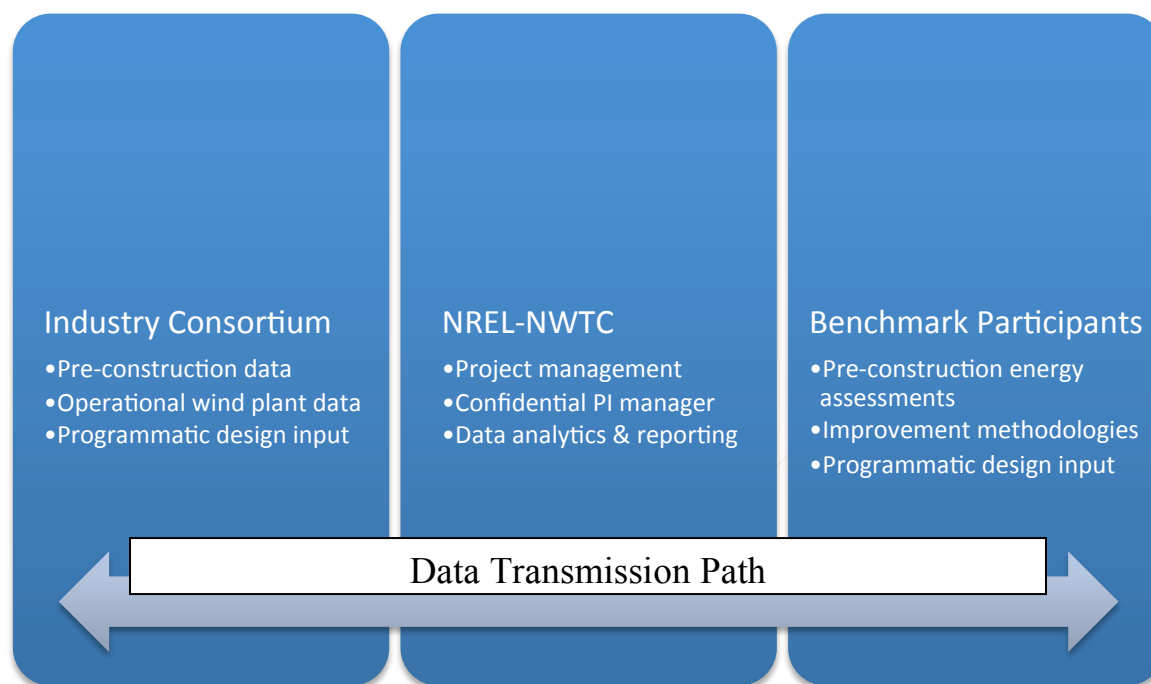 Industry Consortium
•Pre-construction data
•Operational wind plant data
•Programmatic design input
NREL-NWTC
•Project management
•Confidential PI manager
•Data analytics & reporting
Benchmark Participants
•Pre-construction energy
assessments
•Improvement methodologies
•Programmatic design input
Data Transmission Path